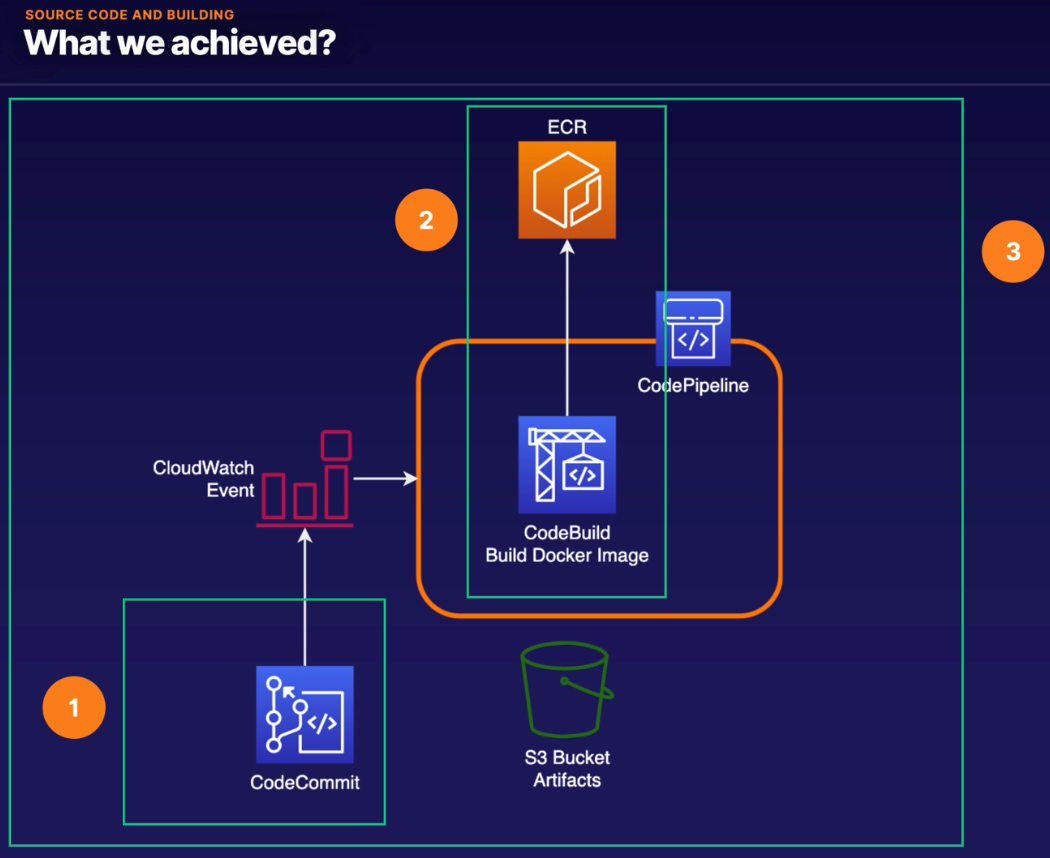 SOURCE CODE AND BUILDING
What we achieved?
ECR
2
3
</>
CodePipeline
CloudWatch
Event
</>
CodeBuild
Build Docker Image
1
</>
CodeCommit
S3 Bucket
Artifacts